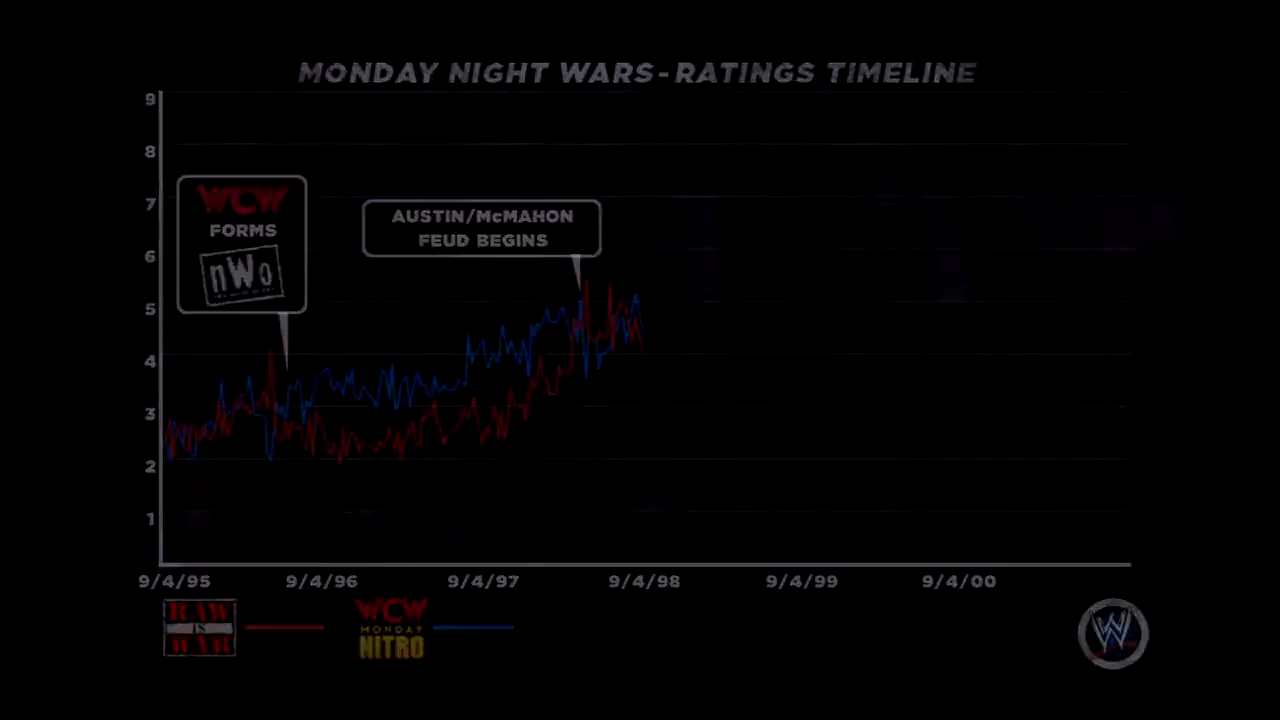 MONDAY NIGHT WARS-RATINGS TIMELINE
9
8
7
6
5
4
3
2
1
WCW
FORMS
nWo
AUSTIN/McMAHON
FEUD BEGINS
9/4/95 9/4/96 9/4/97 9/4/98 9/4/99 9/4/00
RAW
IS
WAR
WCW
MONDAY
NITRO
W